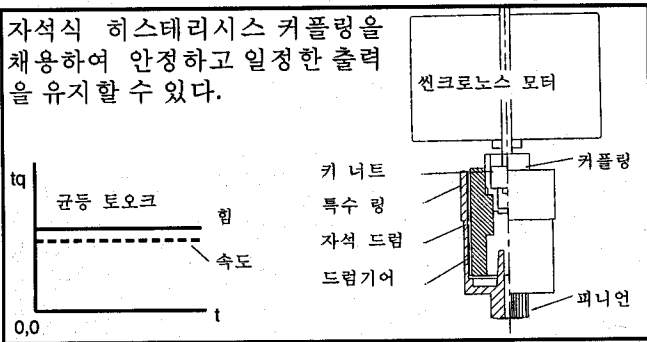 자석식 히스테리시스 커플링을
채용하여 안정하고 일정한 출력
을 유지할 수 있다.
씬크로노스 모터
커플링
키 너트
특수 링
자석 드럼
드럼기어
피니언
tq
균등 토오크
힘
속도
0,0
t